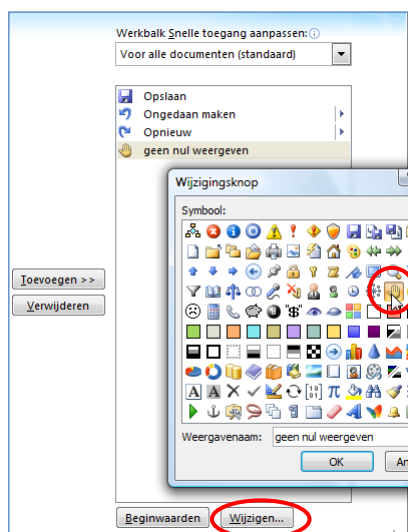 Werkbalk Snelle toegang aanpassen:
Voor alle documenten (standaard)
Opslaan
Ongedaan maken
Opnieuw
geen nul weergeven
Wijzigingsknop
Symbool:
Toevoegen >>
Verwijderen
Weergavenaam: geen nul weergeven
OK
An
Beginwaarden Wijzigen...